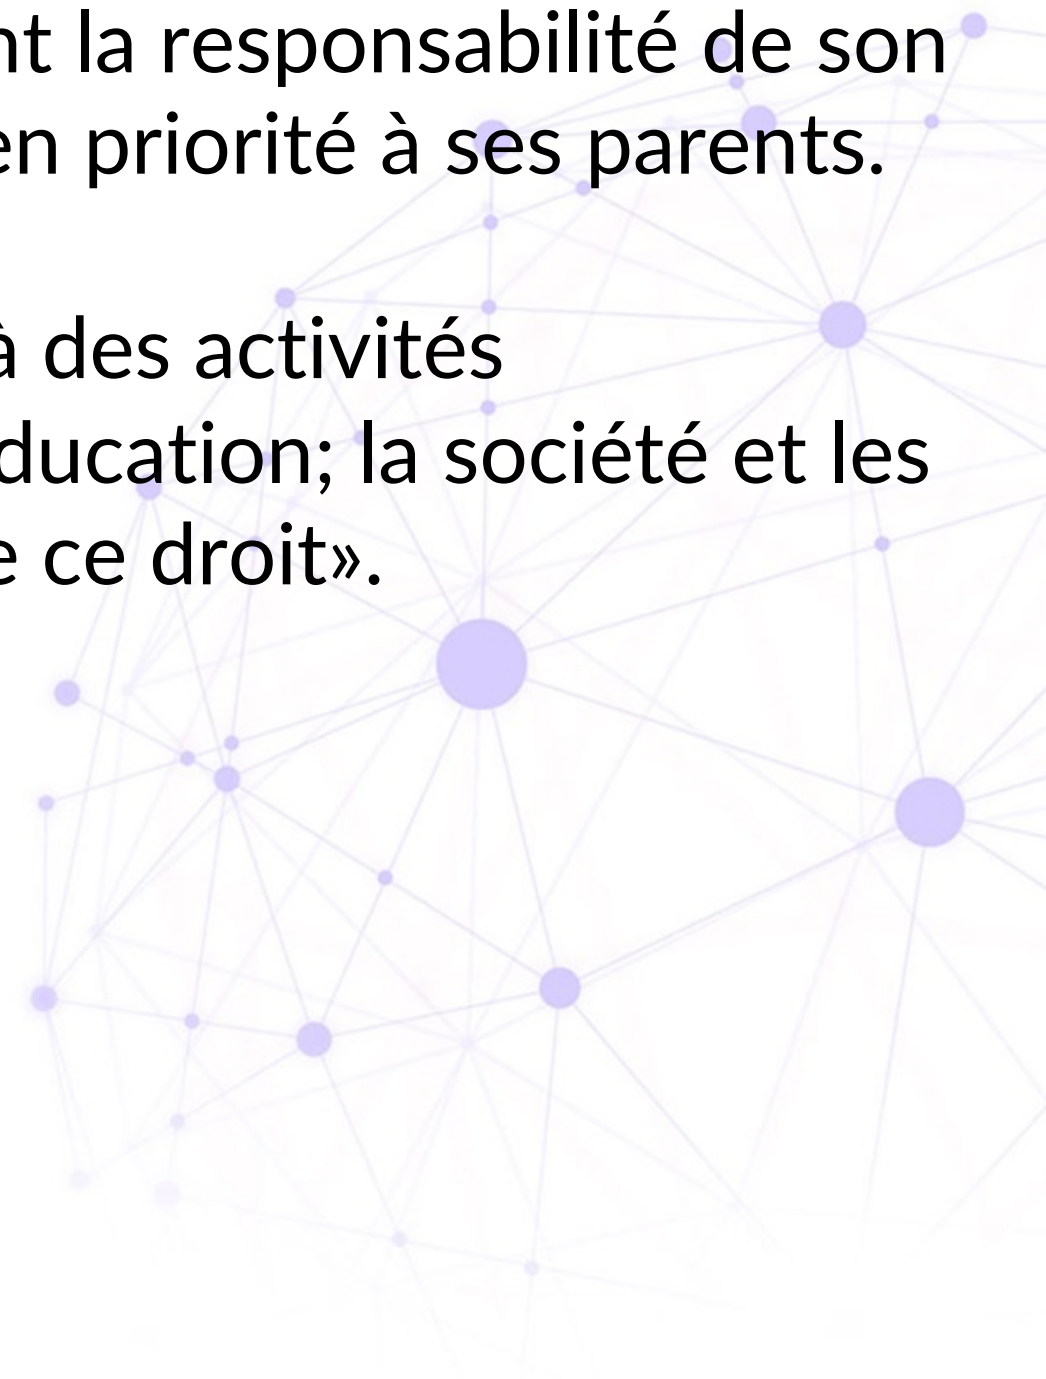 nt la responsabilité de son
en priorité à ses parents.
à des activités
ducation; la société et les
e ce droit».